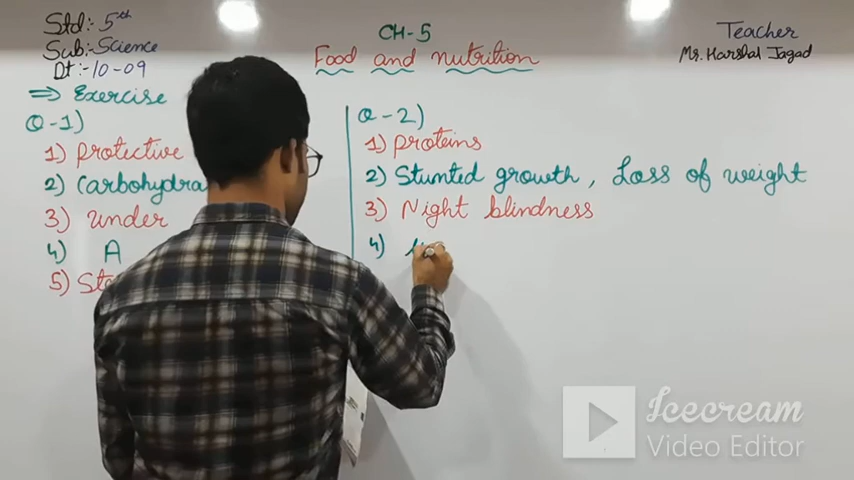 Std:- 5th
Sub:- Science
Dt:- 10-09
CH-5
Food and nutrition
Teacher
Mr. Harshal Jagad
⇒ Exercise
Q-1)
1) protective
2) Carbohydra
3) under
4) A
5) St
Q-2)
1) proteins
2) Stunted growth, Loss of weight
3) Night blindness
4)
Icecream
Video Editor